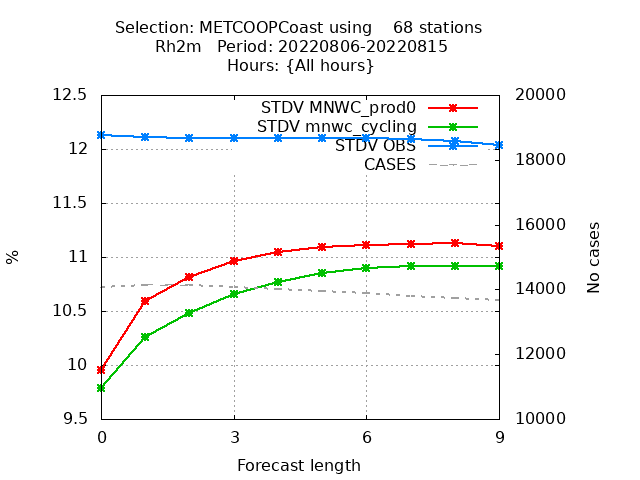 Selection: METCOOPCoast using 68 stations
Rh2m Period: 20220806-20220815
Hours: {All hours}
12.5
12
11.5
11
10.5
10
9.5
20000
18000
16000
14000
12000
10000
STDV MNWC_prod0
STDV mnwc_cycling
STDV OBS
CASES
%
No cases
0
3
6
9
Forecast length